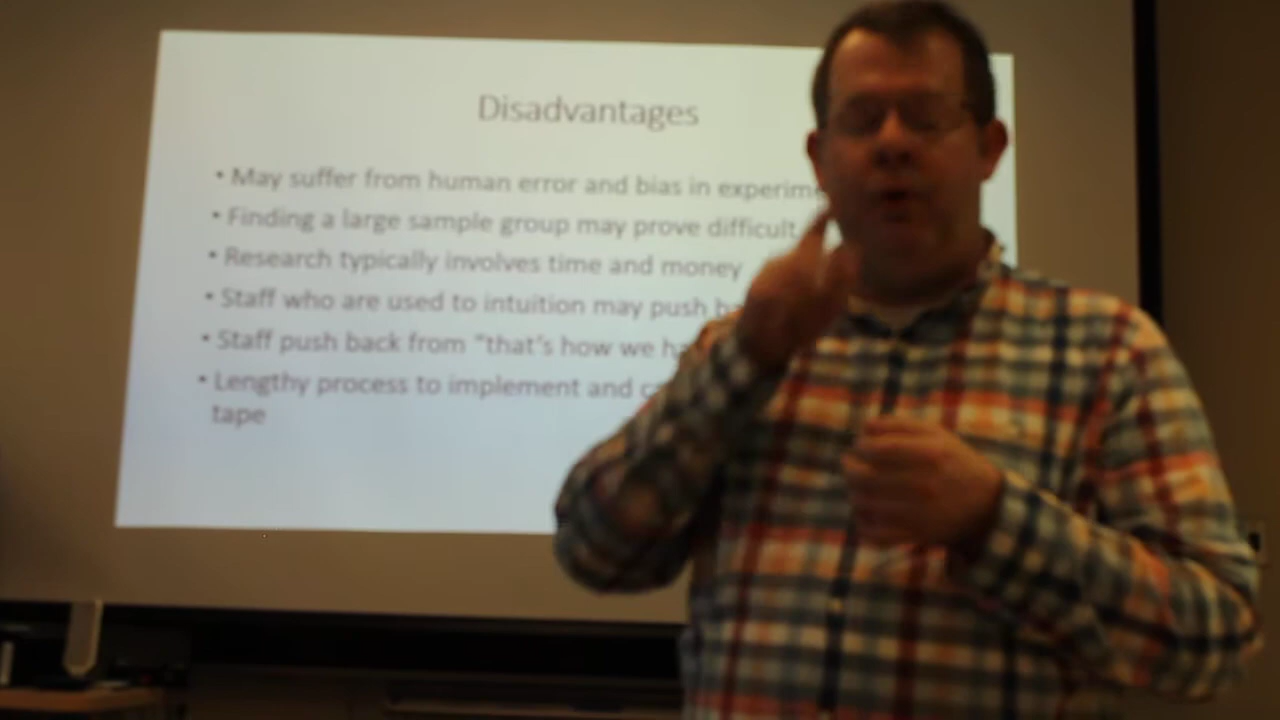 Disadvantages
• May suffer from human error and bias in
• Finding a large sample group may prove difficult
• Research typically involves time and money
• Staff who are used to intuition may push
• Staff push back from "that's how we
• Lengthy process to implement and
tape